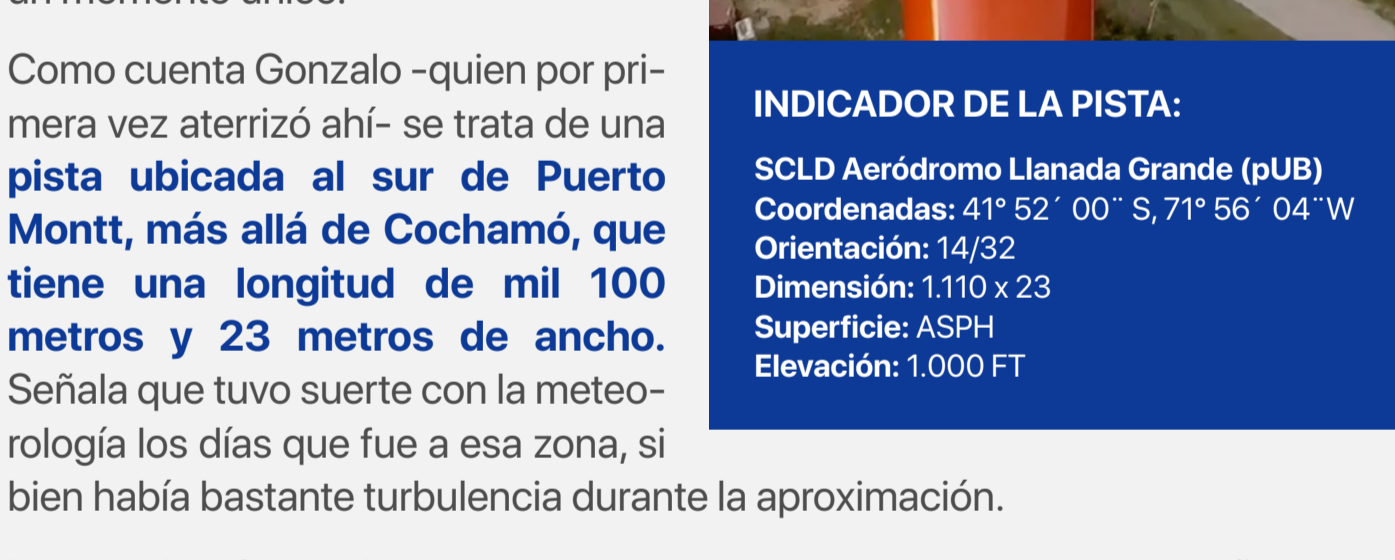 Como cuenta Gonzalo -quien por pri-
mera vez aterrizó ahí- se trata de una
pista ubicada al sur de Puerto
Montt, más allá de Cochamó, que
tiene una longitud de mil 100
metros y 23 metros de ancho.
Señala que tuvo suerte con la meteo-
rología los días que fue a esa zona, si
bien había bastante turbulencia durante la aproximación.
INDICADOR DE LA PISTA:
SCLD Aeródromo Llanada Grande (pUB)
Coordenadas: 41° 52´ 00¨ S, 71° 56´ 04¨W
Orientación: 14/32
Dimensión: 1.110 x 23
Superficie: ASPH
Elevación: 1.000 FT